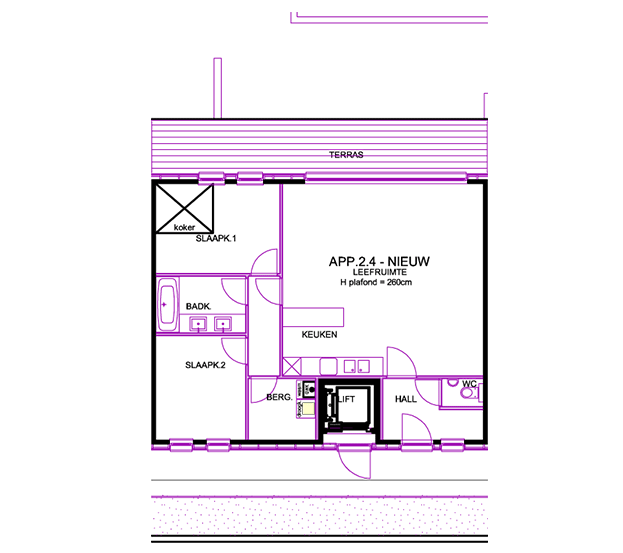 TERRAS
koker
SLAAPK.1
APP.2.4 - NIEUW
LEEFRUIMTE
H plafond = 260cm
BADK.
KEUKEN
SLAAPK.2
BERG.
LIFT
HALL
WC